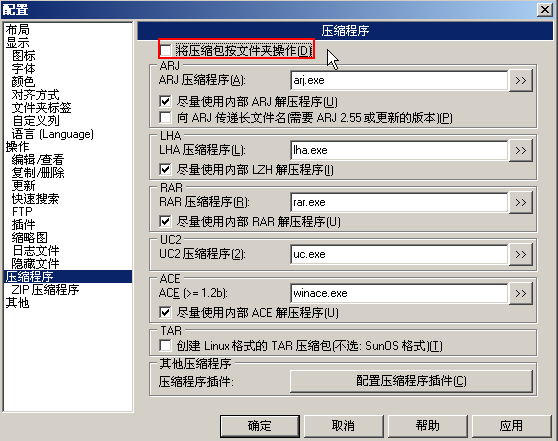 配置
布局
显示
图标
字体
颜色
对齐方式
文件夹标签
自定义列
语言 (Language)
操作
编辑/查看
复制/删除
更新
快速搜索
FTP
插件
缩略图
日志文件
隐藏文件
压缩程序
ZIP 压缩程序
其他
压缩程序
将压缩包按文件夹操作(D)
ARJ
ARJ 压缩程序(A):
arj.exe
>>
尽量使用内部 ARJ 解压程序(U)
向 ARJ 传递长文件名(需要 ARJ 2.55 或更新的版本)(P)
LHA
LHA 压缩程序(L):
lha.exe
>>
尽量使用内部 LZH 解压程序(I)
RAR
RAR 压缩程序(R):
rar.exe
>>
尽量使用内部 RAR 解压程序(U)
UC2
UC2 压缩程序(2):
uc.exe
>>
ACE
ACE (>= 1.2b):
winace.exe
>>
尽量使用内部 ACE 解压程序(U)
TAR
创建 Linux 格式的 TAR 压缩包(不选: SunOS 格式)(T)
其他压缩程序
压缩程序插件:
配置压缩程序插件(C)
确定
取消
帮助
应用